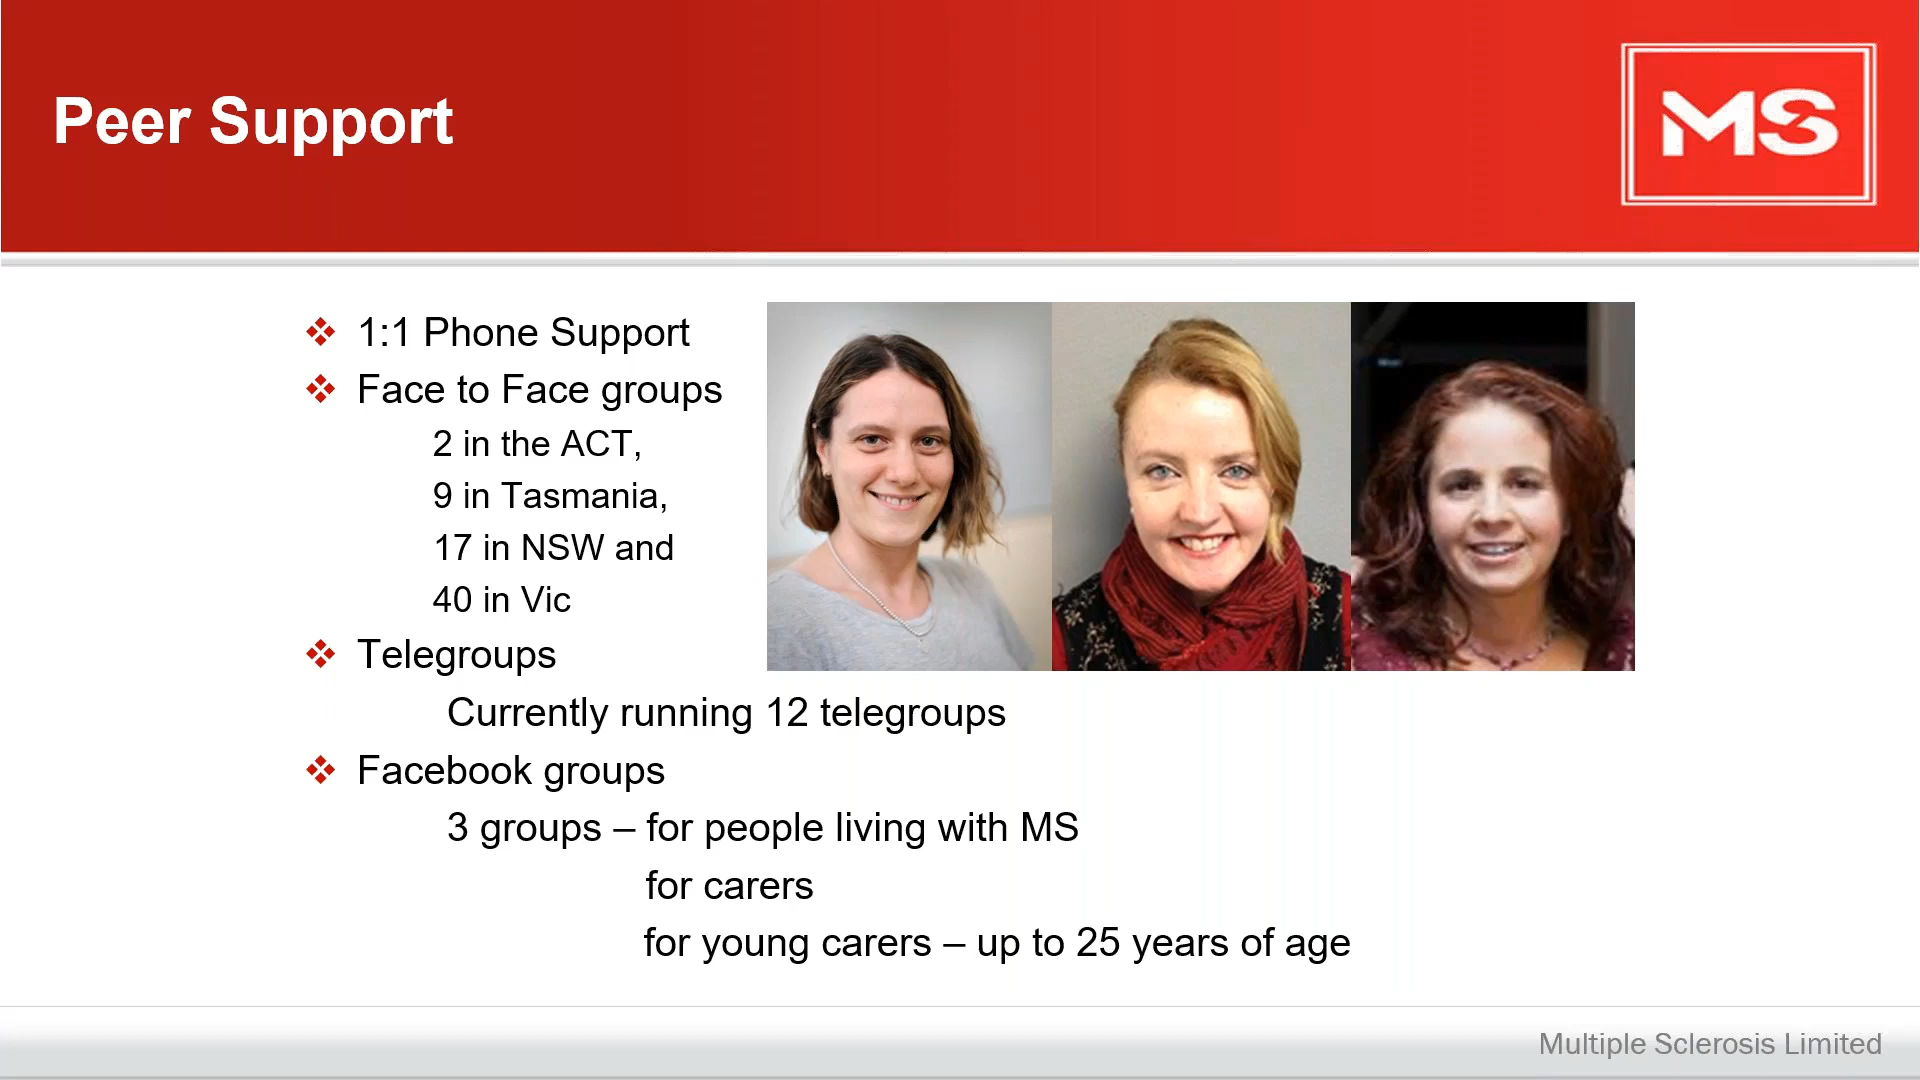 Peer Support
MS
❖ 1:1 Phone Support
❖ Face to Face groups
2 in the ACT,
9 in Tasmania,
17 in NSW and
40 in Vic
❖ Telegroups
Currently running 12 telegroups
❖ Facebook groups
3 groups – for people living with MS
for carers
for young carers – up to 25 years of age
Multiple Sclerosis Limited